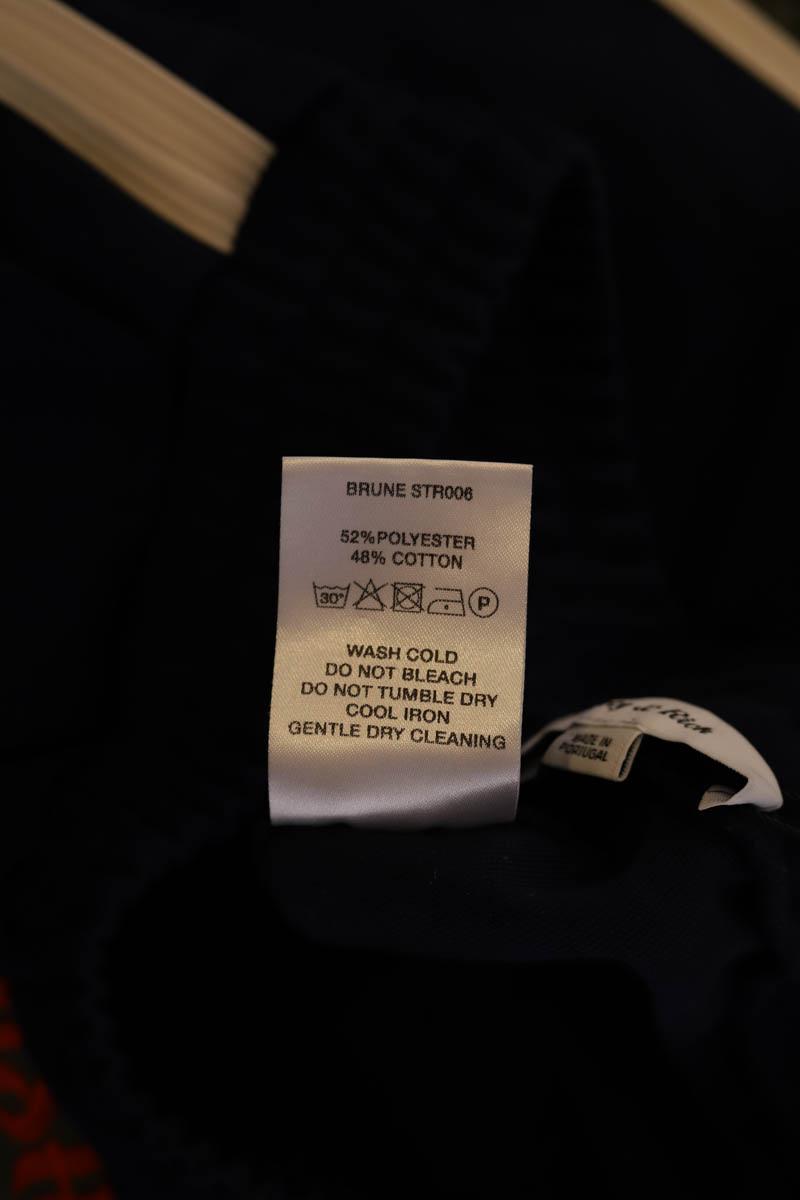 BRUNE STR006
52%POLYESTER
48% COTTON
30°
P
WASH COLD
DO NOT BLEACH
DO NOT TUMBLE DRY
COOL IRON
GENTLE DRY CLEANING
& Rich
MADE IN
PORTUGAL